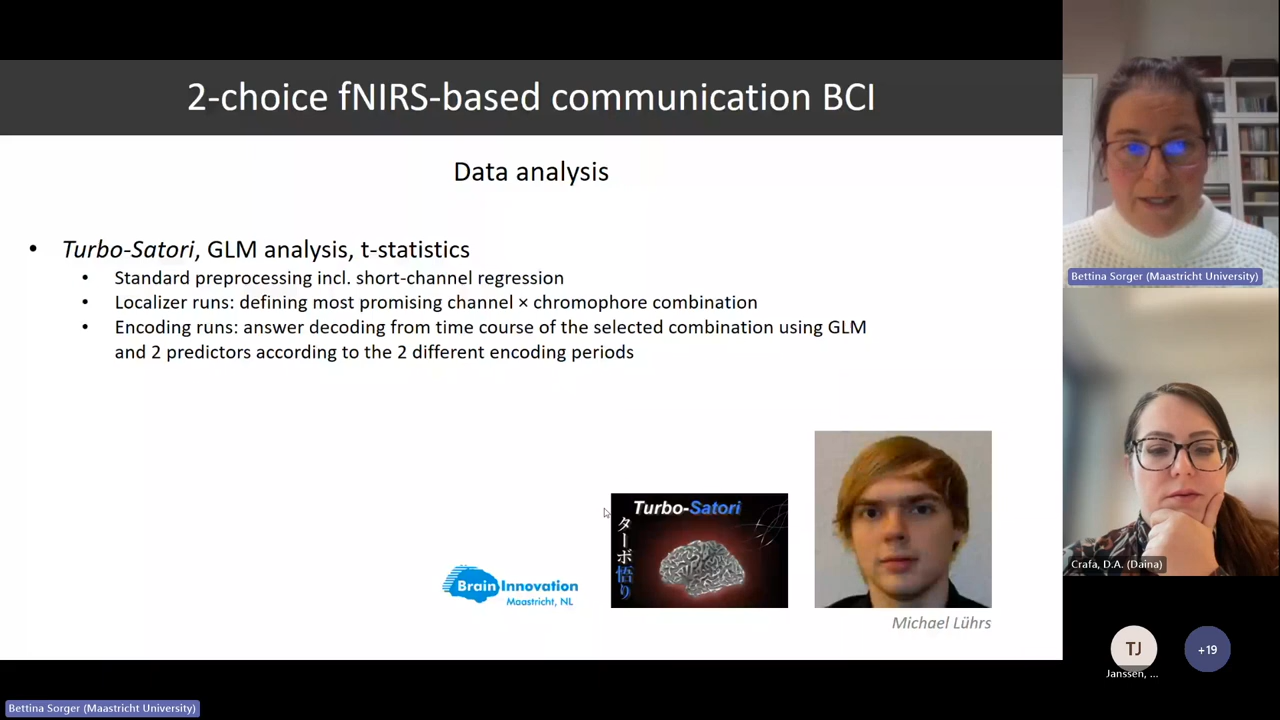 2-choice fNIRS-based communication BCI
Data analysis
• Turbo-Satori, GLM analysis, t-statistics
• Standard preprocessing incl. short-channel regression
• Localizer runs: defining most promising channel × chromophore combination
• Encoding runs: answer decoding from time course of the selected combination using GLM
and 2 predictors according to the 2 different encoding periods
Turbo-Satori
ターボ悟り
Brain Innovation
Maastricht, NL
Michael Lührs
Bettina Sorger (Maastricht University)
Crafa, D.A. (Daina)
TJ
+19
Janssen, ...
Bettina Sorger (Maastricht University)